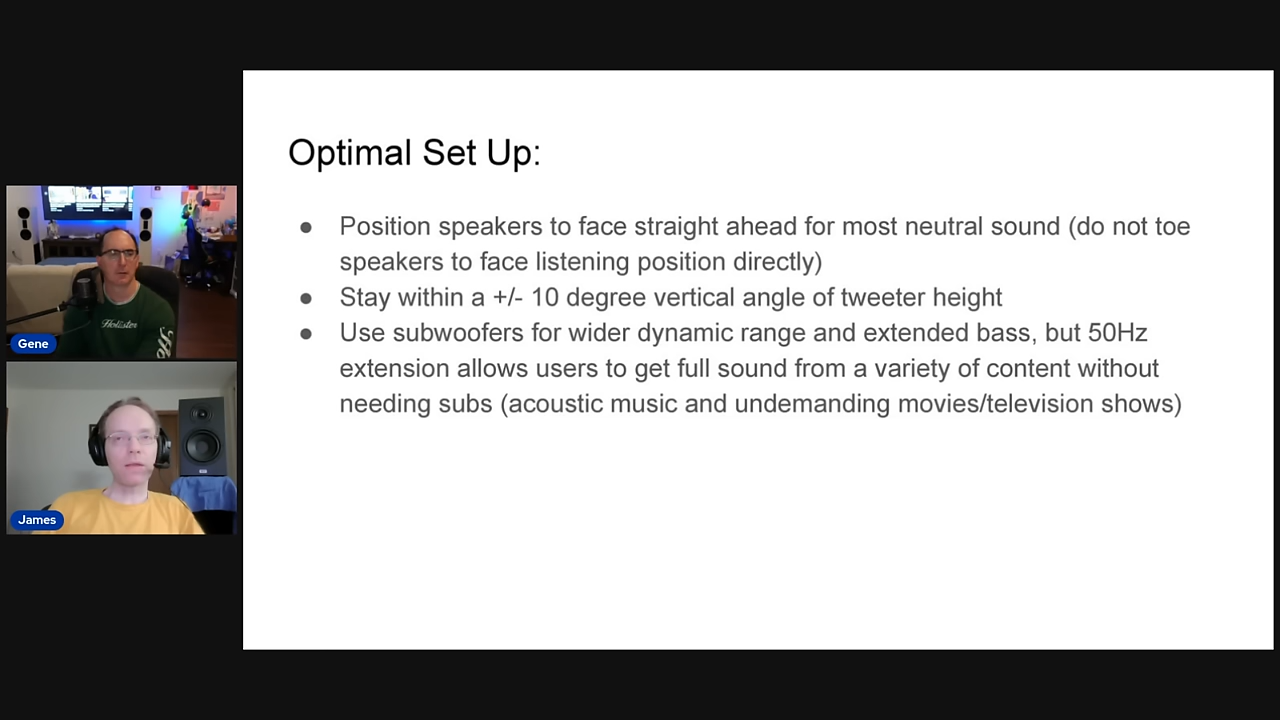 Optimal Set Up:
● Position speakers to face straight ahead for most neutral sound (do not toe
speakers to face listening position directly)
● Stay within a +/- 10 degree vertical angle of tweeter height
● Use subwoofers for wider dynamic range and extended bass, but 50Hz
extension allows users to get full sound from a variety of content without
needing subs (acoustic music and undemanding movies/television shows)
Hollister
Gene
James